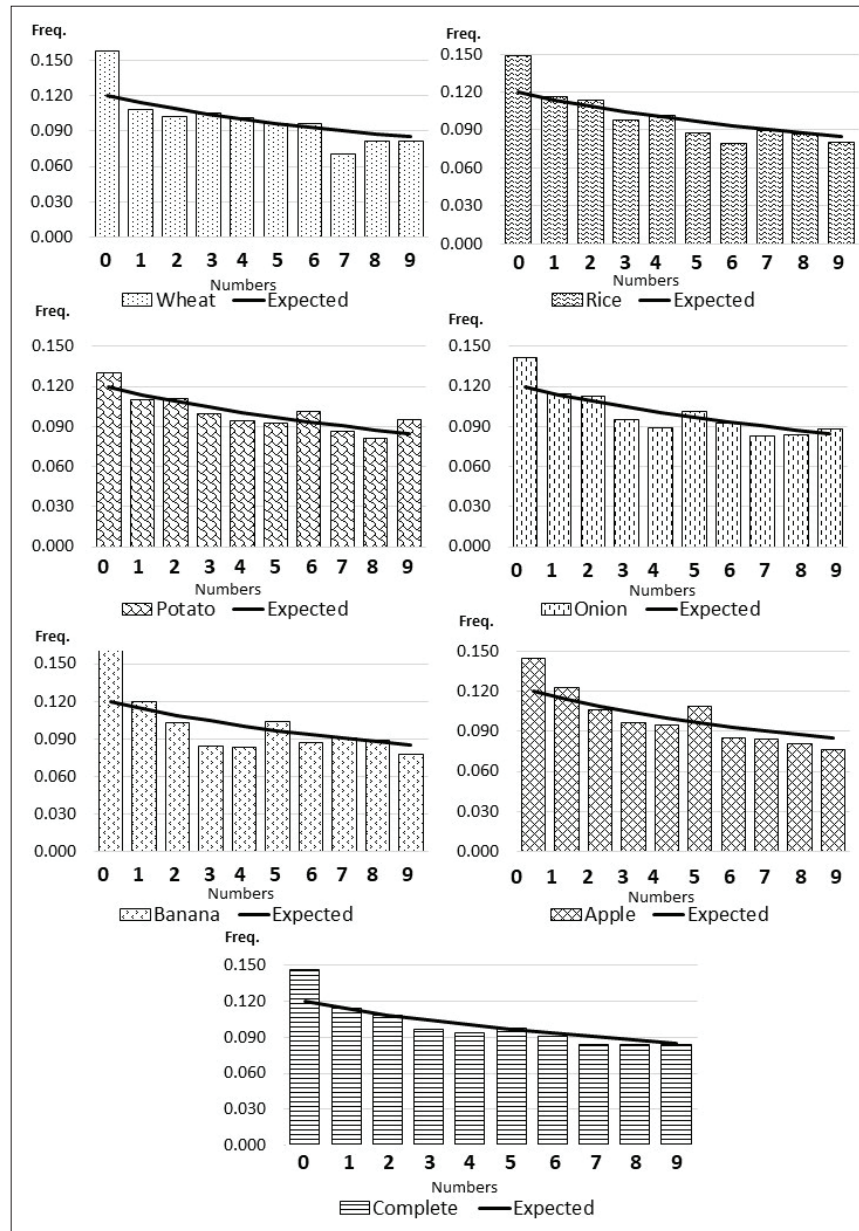 Freq.
0.150
0.120
0.090
0.060
0.030
0.000
0 1 2 3 4 5 6 7 8 9
Numbers
Wheat Expected
Freq.
0.150
0.120
0.090
0.060
0.030
0.000
0 1 2 3 4 5 6 7 8 9
Numbers
Rice Expected
Freq.
0.150
0.120
0.090
0.060
0.030
0.000
0 1 2 3 4 5 6 7 8 9
Numbers
Potato Expected
Freq.
0.150
0.120
0.090
0.060
0.030
0.000
0 1 2 3 4 5 6 7 8 9
Numbers
Onion Expected
Freq.
0.150
0.120
0.090
0.060
0.030
0.000
0 1 2 3 4 5 6 7 8 9
Numbers
Banana Expected
Freq.
0.150
0.120
0.090
0.060
0.030
0.000
0 1 2 3 4 5 6 7 8 9
Numbers
Apple Expected
Freq.
0.150
0.120
0.090
0.060
0.030
0.000
0 1 2 3 4 5 6 7 8 9
Numbers
Complete Expected